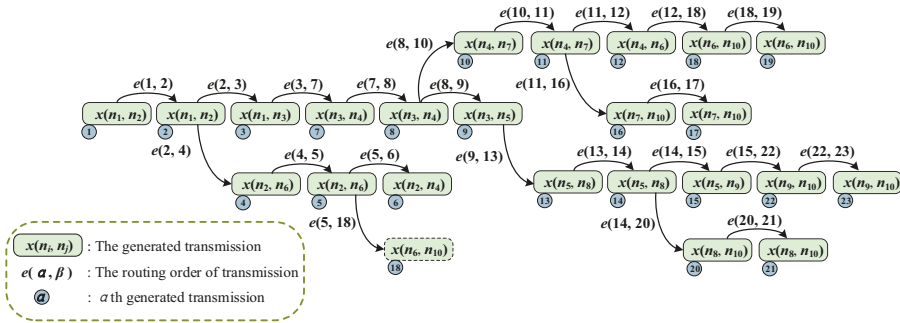 e(10, 11) e(11, 12) e(12, 18) e(18, 19)
x(n4, n7) x(n4, n7) x(n4, n6) x(n6, n10) x(n6, n10)
e(8, 10)
10 11 12 18 19
e(1, 2) e(2, 3) e(3, 7) e(7, 8) e(8, 9) e(11, 16) e(16, 17)
x(n1, n2) x(n1, n2) x(n1, n3) x(n3, n4) x(n3, n4) x(n3, n5) x(n7, n10) x(n7, n10)
1 2 3 7 8 9 16 17
e(2, 4) e(4, 5) e(5, 6) e(9, 13) e(13, 14) e(14, 15) e(15, 22) e(22, 23)
x(n2, n6) x(n2, n6) x(n2, n4) x(n5, n8) x(n5, n8) x(n5, n9) x(n9, n10) x(n9, n10)
4 5 6 13 14 15 22 23
e(5, 18) e(14, 20) e(20, 21)
x(n6, n10) x(n8, n10) x(n8, n10)
18 20 21
x(ni, nj) : The generated transmission
e(α, β) : The routing order of transmission
α : α th generated transmission